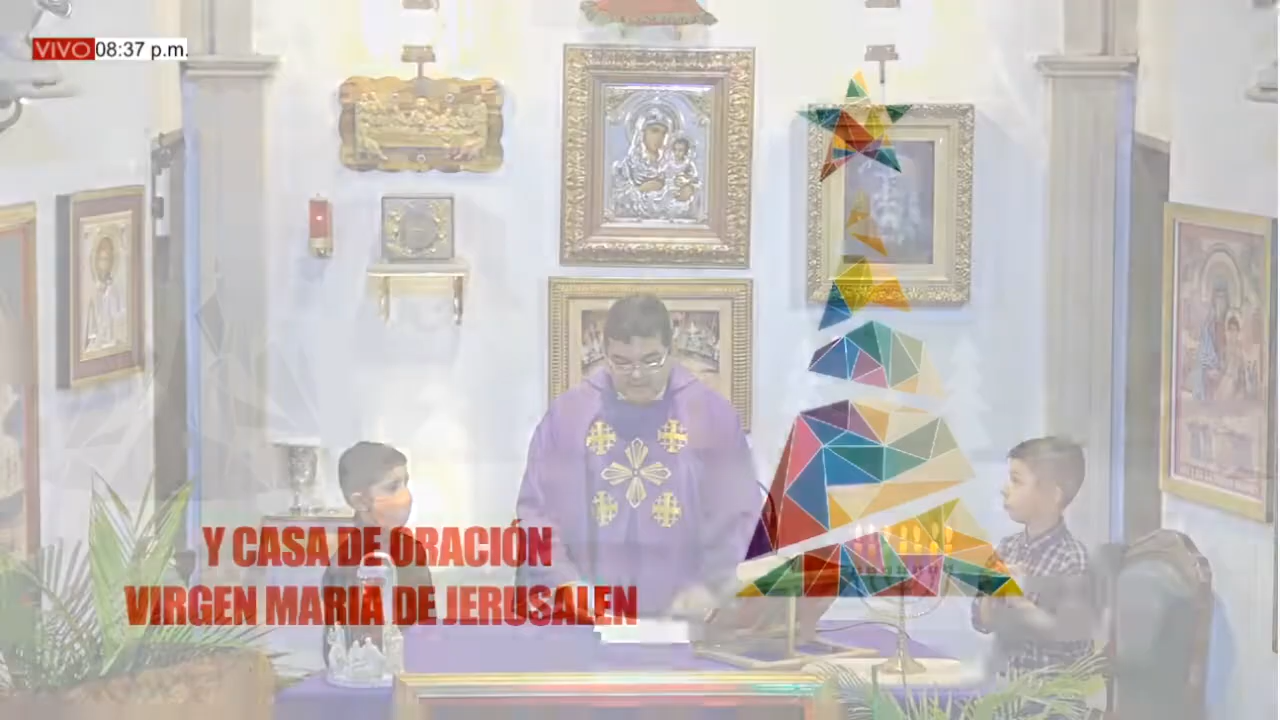 VIVO 08:37 p.m.
Y CASA DE ORACIÓN
VIRGEN MARIA DE JERUSALEN